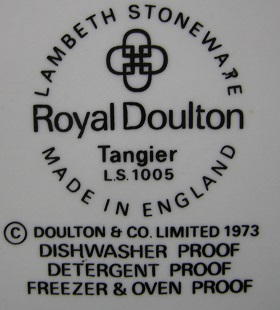 LAMBETH STONEWARE
Royal Doulton
Tangier
L.S. 1005
MADE IN ENGLAND
© DOULTON & CO. LIMITED 1973
DISHWASHER PROOF
DETERGENT PROOF
FREEZER & OVEN PROOF